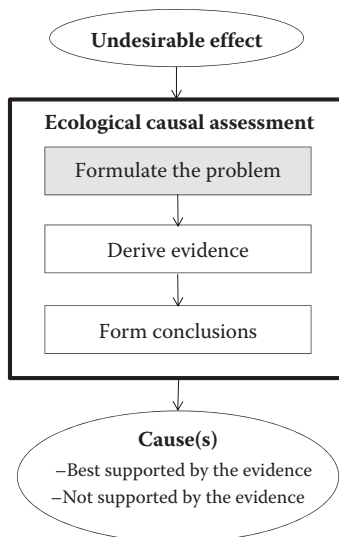 Undesirable effect
Ecological causal assessment
Formulate the problem
Derive evidence
Form conclusions
Cause(s)
–Best supported by the evidence
–Not supported by the evidence